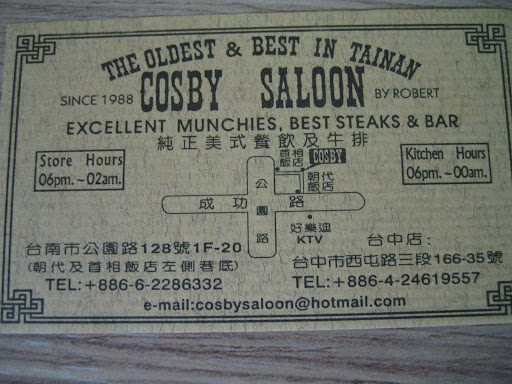 THE OLDEST & BEST IN TAINAN
SINCE 1988 COSBY SALOON BY ROBERT
EXCELLENT MUNCHIES, BEST STEAKS & BAR
純正美式餐飲及牛排
Store Hours
06pm. ~ 02am.
首相飯店
COSBY
朝代飯店
公園路
成功路
好樂迪
KTV
Kitchen Hours
06pm. ~ 00am.
台南市公園路128號1F-20
(朝代及首相飯店左側巷底)
TEL:+886-6-2286332
台中店:
台中市西屯路三段166-35號
TEL:+886-4-24619557
e-mail:cosbysaloon@hotmail.com